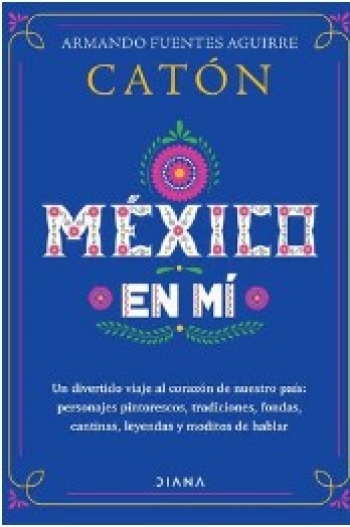 ARMANDO FUENTES AGUIRRE
CATÓN
MÉXICO
EN MÍ
Un divertido viaje al corazón de nuestro país:
personajes pintorescos, tradiciones, fondas,
cantinas, leyendas y moditos de hablar
DIANA